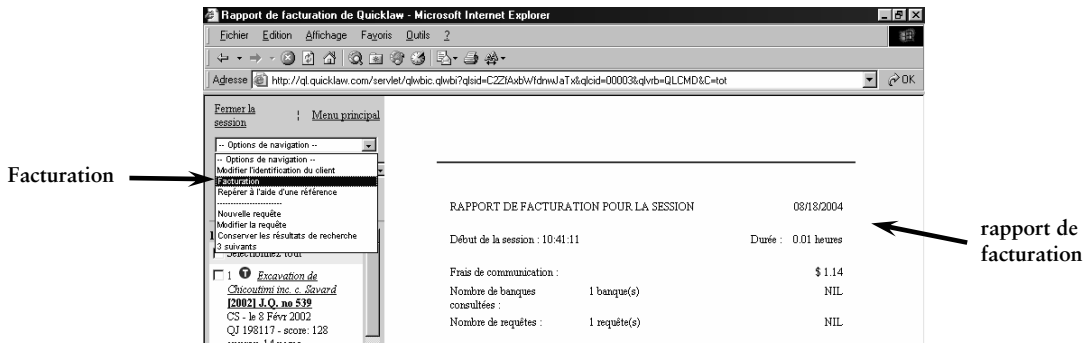 Rapport de facturation de Quicklaw - Microsoft Internet Explorer
Fichier Edition Affichage Favoris Outils ?
Adresse http://ql.quicklaw.com/servlet/qlwbic.qlwbi?qlsid=C2ZfAxbWfdnwJaTx&qlcid=00003&qlvrb=QLCMD&C=tot OK
Fermer la session ¦ Menu principal
-- Options de navigation --
-- Options de navigation --
Modifier l'identification du client
Facturation
Repérer à l'aide d'une référence
-----------------------
Nouvelle requête
Modifier la requête
Conserver les résultats de recherche
3 suivants
Sélectionnez tout
1 T Excavation de
Chicoutimi inc. c. Savard
[2002] J.Q. no 539
CS - le 8 Févr 2002
QJ 198117 - score: 128
Facturation
RAPPORT DE FACTURATION POUR LA SESSION 08/18/2004
Début de la session : 10:41:11 Durée : 0.01 heures
Frais de communication : $ 1.14
Nombre de banques consultées : 1 banque(s) NIL
Nombre de requêtes : 1 requête(s) NIL
rapport de
facturation